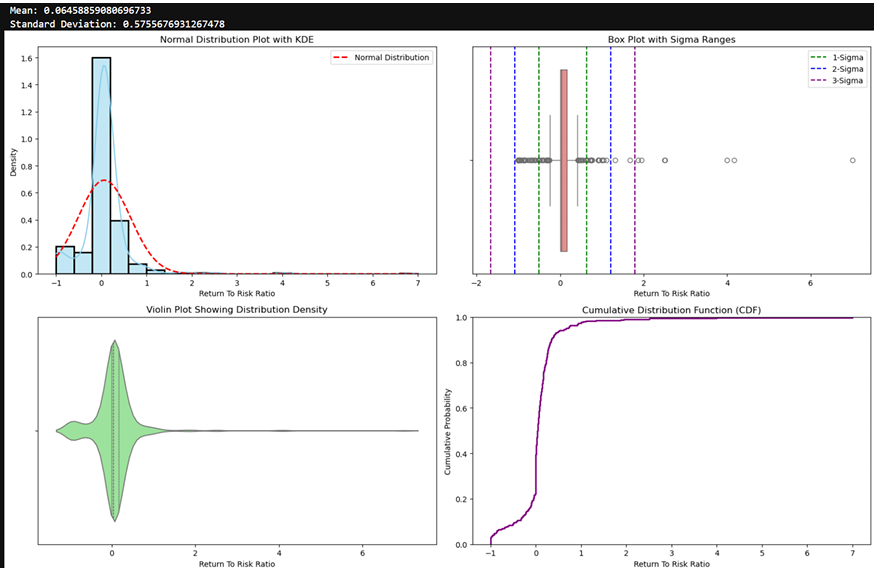 Mean: 0.06458859080696733
Standard Deviation: 0.5755676931267478
Normal Distribution Plot with KDE
Normal Distribution
1.6
1.4
1.2
1.0
0.8
0.6
0.4
0.2
0.0
Density
−1 0 1 2 3 4 5 6 7
Return To Risk Ratio
Box Plot with Sigma Ranges
1-Sigma
2-Sigma
3-Sigma
−2 0 2 4 6
Return To Risk Ratio
Violin Plot Showing Distribution Density
0 2 4 6
Return To Risk Ratio
Cumulative Distribution Function (CDF)
1.0
0.8
0.6
0.4
0.2
0.0
Cumulative Probability
−1 0 1 2 3 4 5 6 7
Return To Risk Ratio